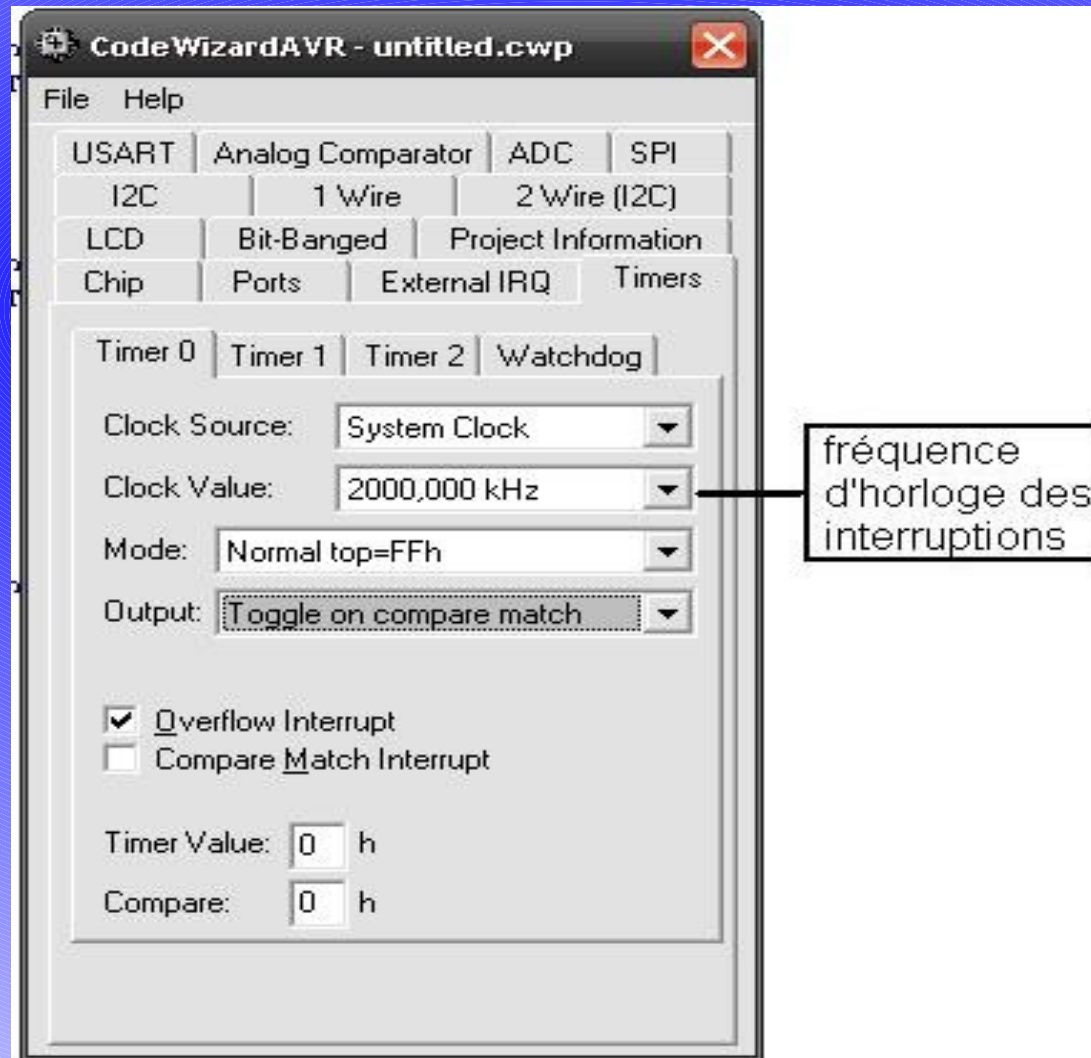 CodeWizardAVR - untitled.cwp
File Help
USART Analog Comparator ADC SPI
I2C 1 Wire 2 Wire (I2C)
LCD Bit-Banged Project Information
Chip Ports External IRQ Timers
Timer 0 Timer 1 Timer 2 Watchdog
Clock Source: System Clock
Clock Value: 2000,000 kHz
Mode: Normal top=FFh
Output: Toggle on compare match
Overflow Interrupt
Compare Match Interrupt
Timer Value: 0 h
Compare: 0 h
fréquence
d'horloge des
interruptions